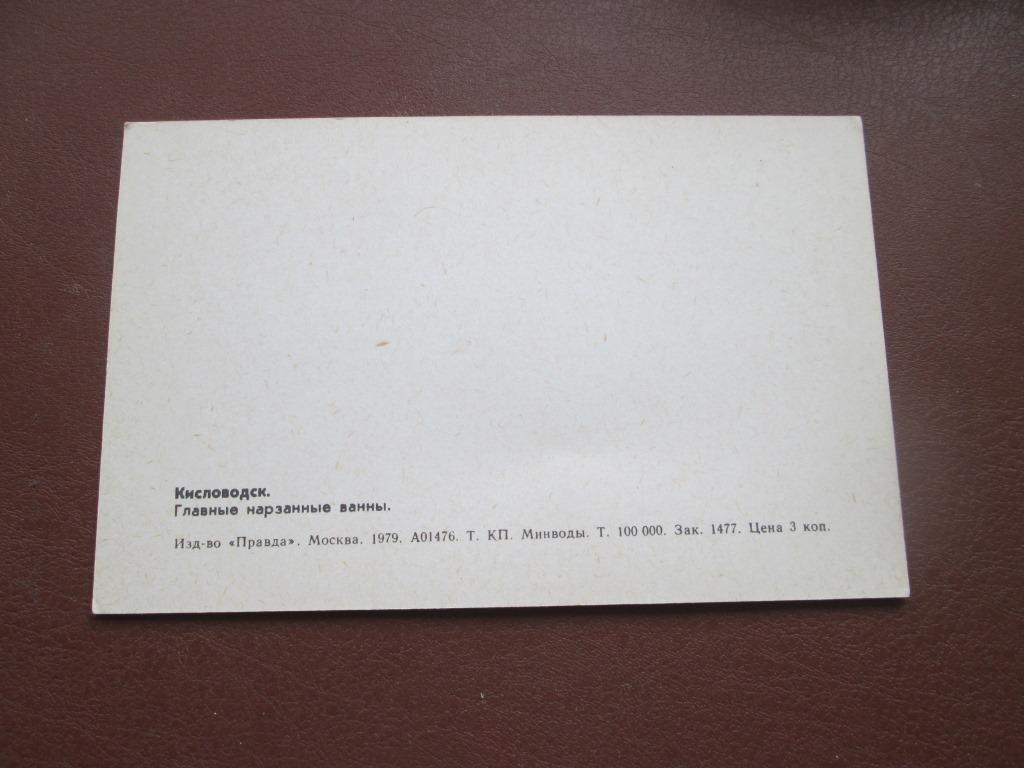 Кисловодск.
Главные нарзанные ванны.
Изд-во «Правда». Москва. 1979. А01476. Т. КП. Минводы. Т. 100 000. Зак. 1477. Цена 3 коп.